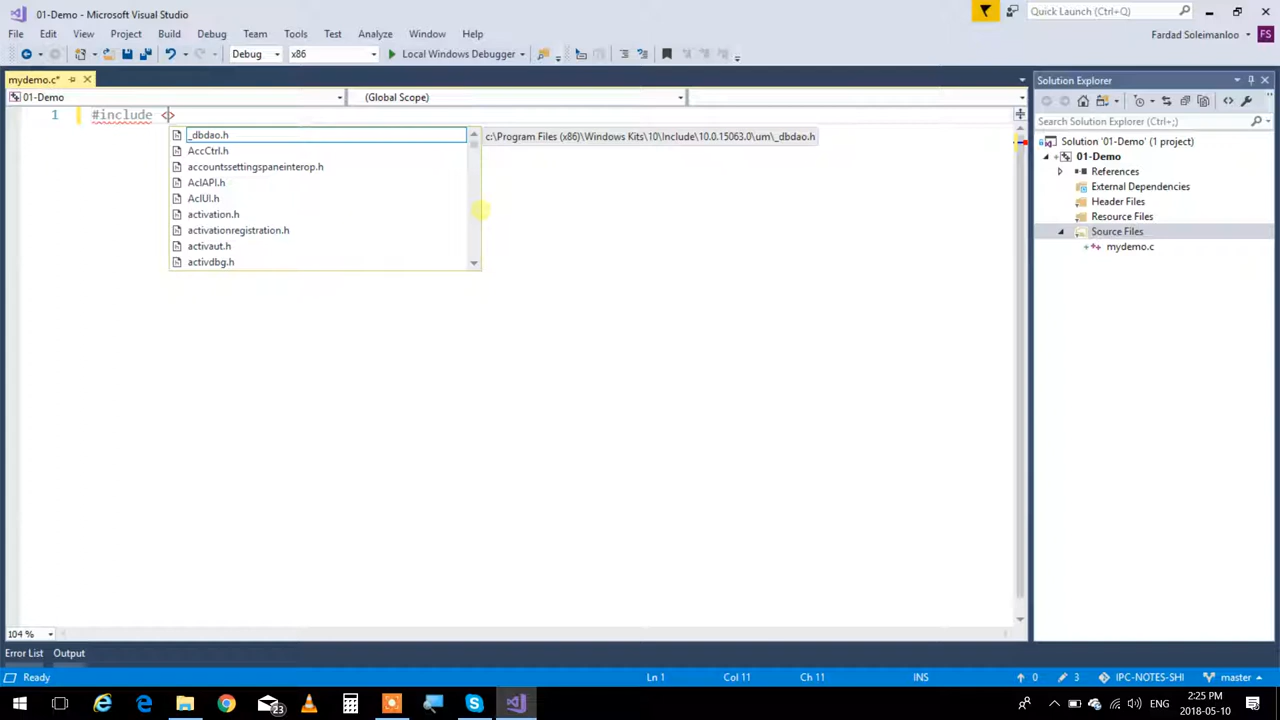 01-Demo - Microsoft Visual Studio
Quick Launch (Ctrl+Q)
File Edit View Project Build Debug Team Tools Test Analyze Window Help
Fardad Soleimanloo FS
Debug x86 Local Windows Debugger
mydemo.c*
Solution Explorer
01-Demo (Global Scope)
1 #include <>
Search Solution Explorer (Ctrl+;)
_dbdao.h
c:\Program Files (x86)\Windows Kits\10\Include\10.0.15063.0\um\_dbdao.h
AccCtrl.h
accountssettingspaneinterop.h
AclAPI.h
AclUI.h
activation.h
activationregistration.h
activaut.h
activdbg.h
Solution '01-Demo' (1 project)
01-Demo
References
External Dependencies
Header Files
Resource Files
Source Files
mydemo.c
104 %
Error List Output
Ready Ln 1 Col 11 Ch 11 INS 0 3 IPC-NOTES-SHI master
23
2:25 PM
2018-05-10